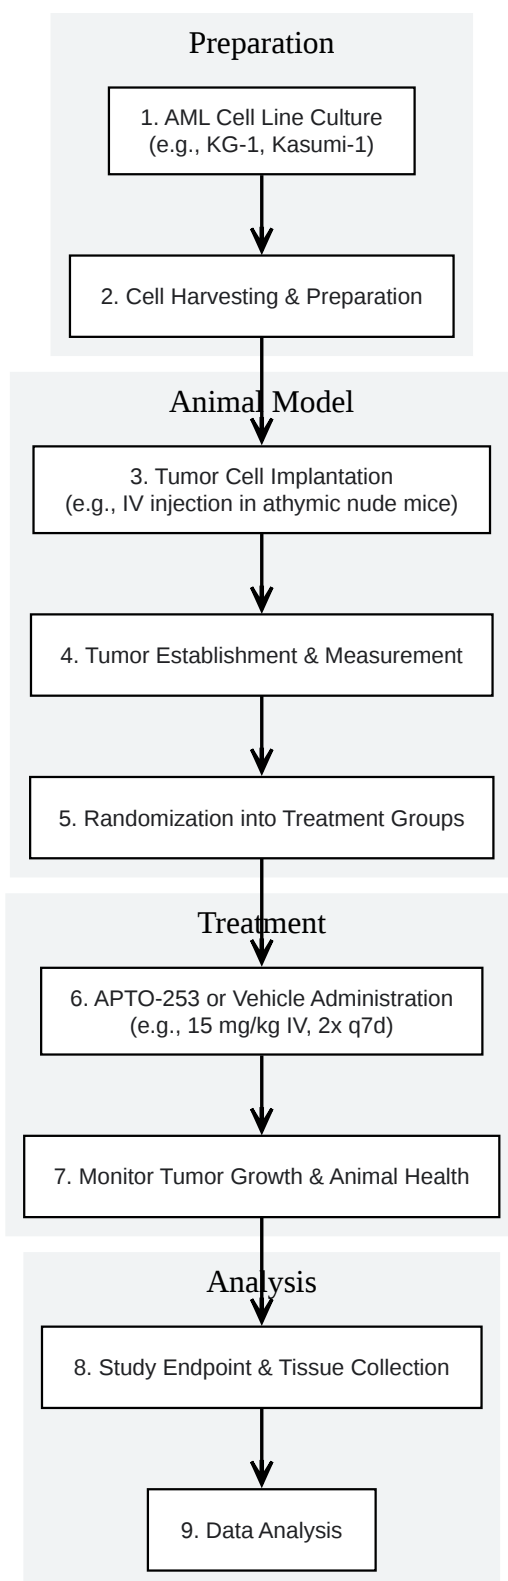 Preparation
1. AML Cell Line Culture
(e.g., KG-1, Kasumi-1)
2. Cell Harvesting & Preparation
Animal Model
3. Tumor Cell Implantation
(e.g., IV injection in athymic nude mice)
4. Tumor Establishment & Measurement
5. Randomization into Treatment Groups
Treatment
6. APTO-253 or Vehicle Administration
(e.g., 15 mg/kg IV, 2x q7d)
7. Monitor Tumor Growth & Animal Health
Analysis
8. Study Endpoint & Tissue Collection
9. Data Analysis